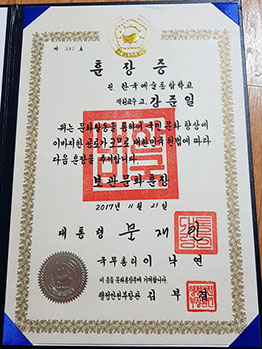 훈장증
전 한국예술종합학교
객원교수 고 강준일
위는 문화활동을 통하여 국민 문화 향상에
이바지한 공로가 크므로 대한민국 헌법에 따라
다음 훈장을 추서합니다.
보관문화훈장
2017년 11월 21일
대통령 문재인
국무총리 이낙연
이 증을 문화훈장부에 기재합니다.
행정안전부장관 김부겸